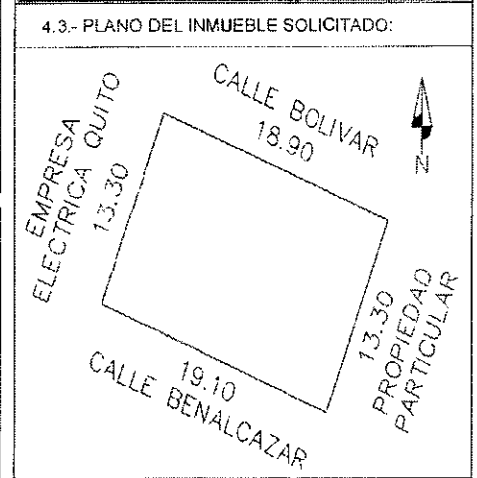 4.3.- PLANO DEL INMUEBLE SOLICITADO:
CALLE BOLIVAR
18.90
N
EMPRESA
ELECTRICA QUITO
13.30
13.30
PROPIEDAD
PARTICULAR
19.10
CALLE BENALCAZAR